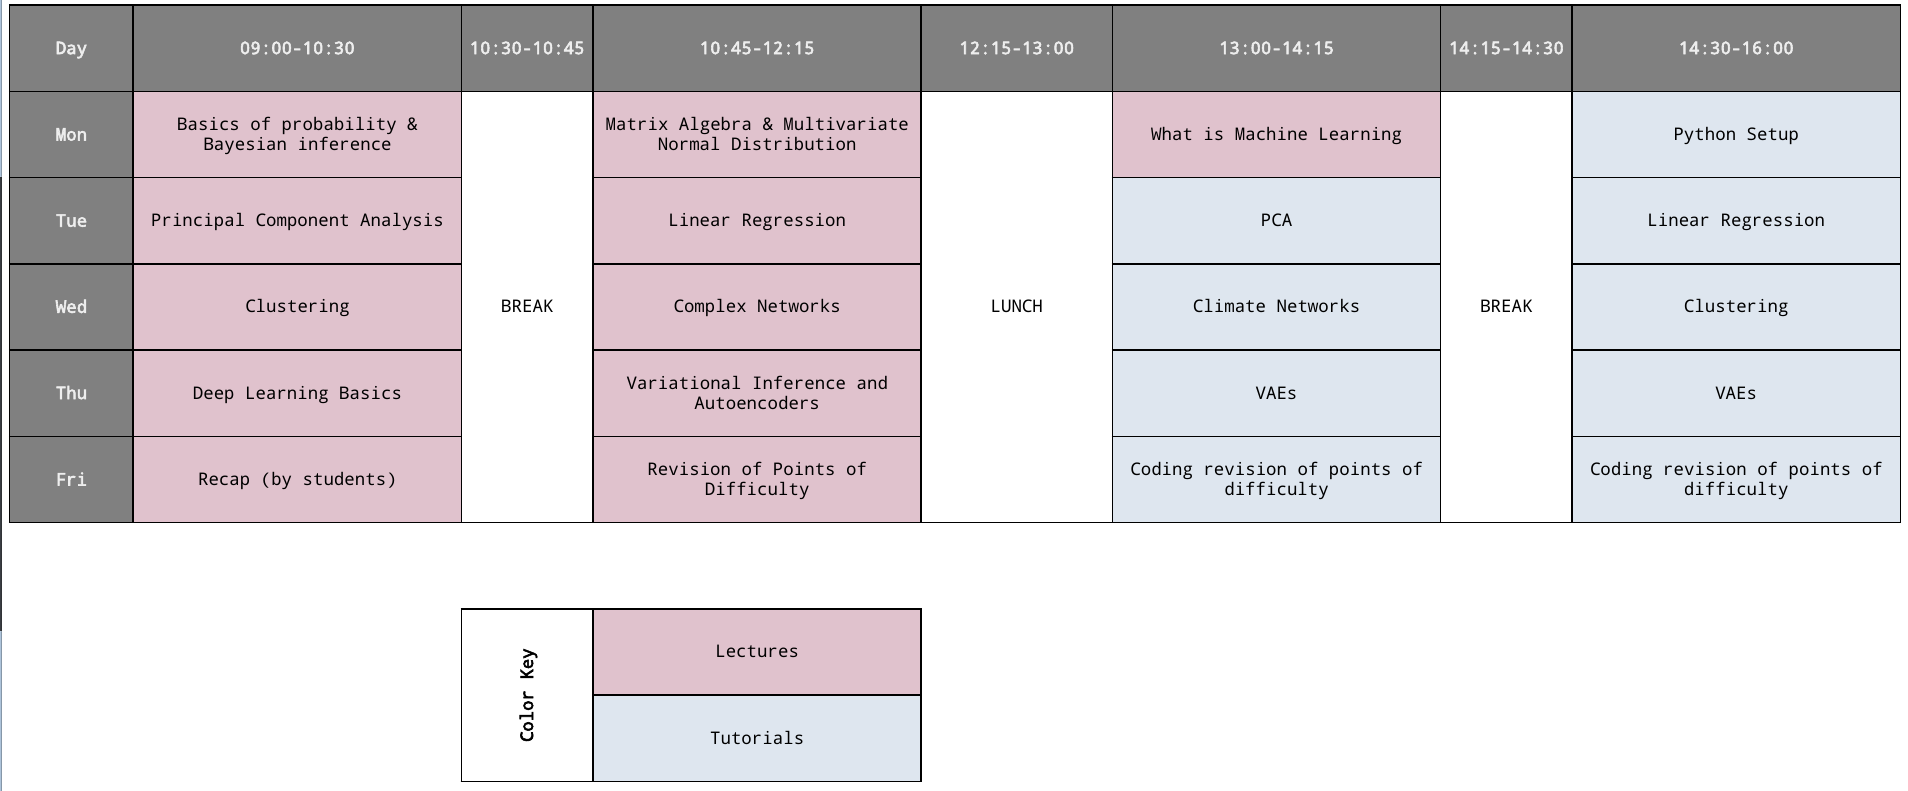 Day 09:00-10:30 10:30-10:45 10:45-12:15 12:15-13:00 13:00-14:15 14:15-14:30 14:30-16:00
Mon
Basics of probability &
Bayesian inference
Matrix Algebra & Multivariate
Normal Distribution
What is Machine Learning
Python Setup
Tue
Principal Component Analysis
Linear Regression
PCA
Linear Regression
Wed
Clustering
BREAK
Complex Networks
LUNCH
Climate Networks
BREAK
Clustering
Thu
Deep Learning Basics
Variational Inference and
Autoencoders
VAEs
VAEs
Fri
Recap (by students)
Revision of Points of
Difficulty
Coding revision of points of
difficulty
Coding revision of points of
difficulty
Color Key
Lectures
Tutorials